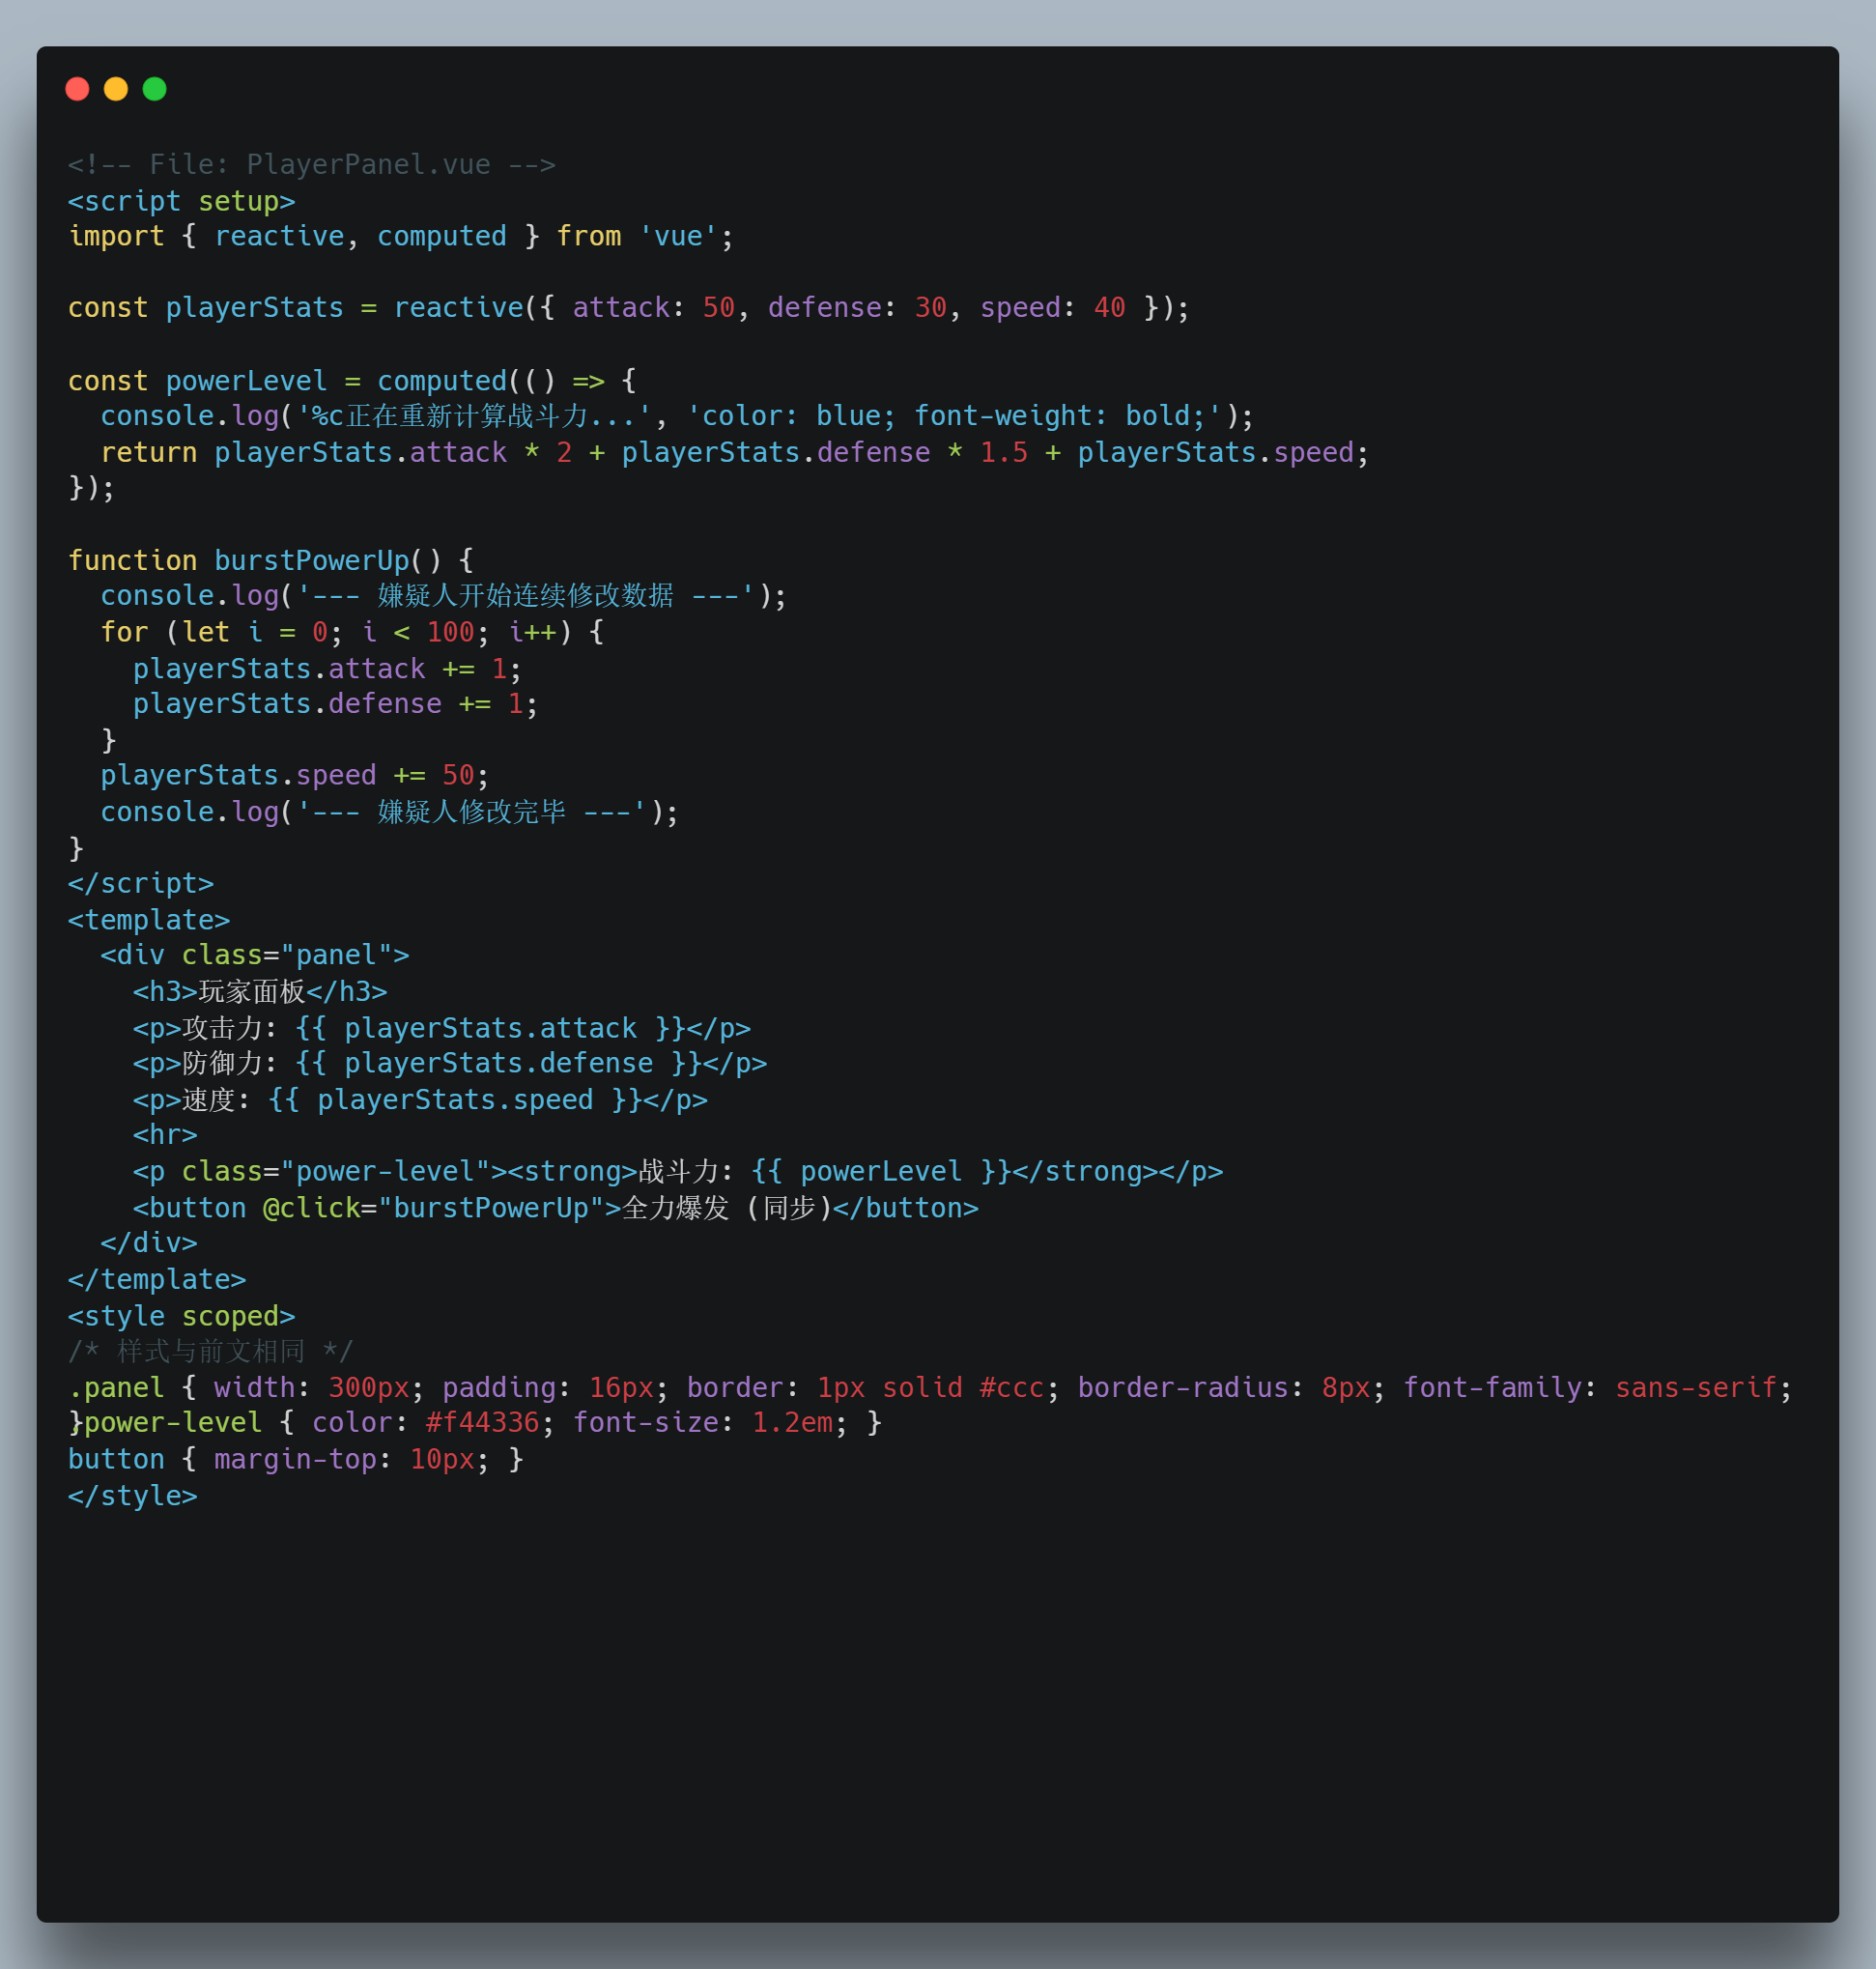 <!-- File: PlayerPanel.vue -->
<script setup>
import { reactive, computed } from 'vue';

const playerStats = reactive({ attack: 50, defense: 30, speed: 40 });

const powerLevel = computed(() => {
  console.log('%c正在重新计算战斗力...', 'color: blue; font-weight: bold;');
  return playerStats.attack * 2 + playerStats.defense * 1.5 + playerStats.speed;
});

function burstPowerUp() {
  console.log('--- 嫌疑人开始连续修改数据 ---');
  for (let i = 0; i < 100; i++) {
    playerStats.attack += 1;
    playerStats.defense += 1;
  }
  playerStats.speed += 50;
  console.log('--- 嫌疑人修改完毕 ---');
}
</script>
<template>
  <div class="panel">
    <h3>玩家面板</h3>
    <p>攻击力: {{ playerStats.attack }}</p>
    <p>防御力: {{ playerStats.defense }}</p>
    <p>速度: {{ playerStats.speed }}</p>
    <hr>
    <p class="power-level"><strong>战斗力: {{ powerLevel }}</strong></p>
    <button @click="burstPowerUp">全力爆发 (同步)</button>
  </div>
</template>
<style scoped>
/* 样式与前文相同 */
.panel { width: 300px; padding: 16px; border: 1px solid #ccc; border-radius: 8px; font-family: sans-serif;
}.power-level { color: #f44336; font-size: 1.2em; }
button { margin-top: 10px; }
</style>